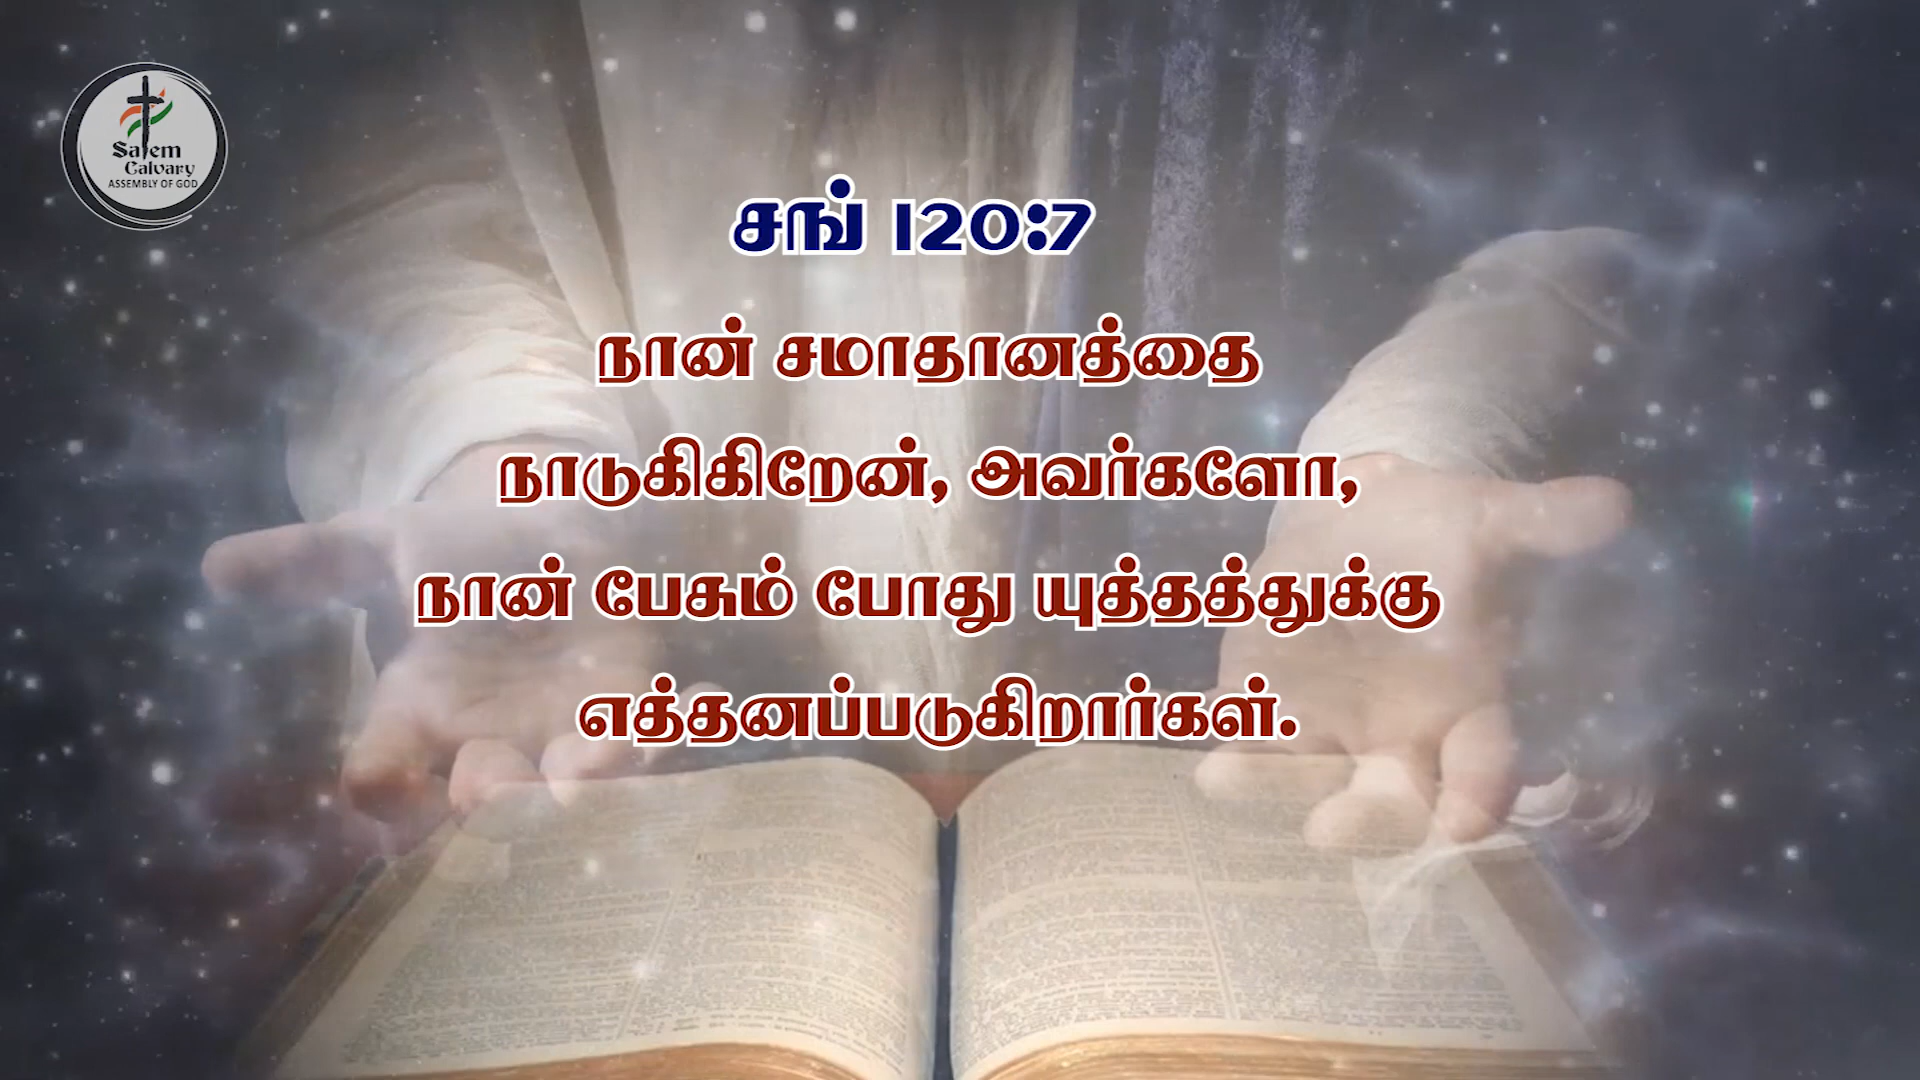 Salem
Calvary
ASSEMBLY OF GOD
சங் 120:7
நான் சமாதானத்தை
நாடுகிகிறேன், அவர்களோ,
நான் பேசும் போது யுத்தத்துக்கு
எத்தனப்படுகிறார்கள்.